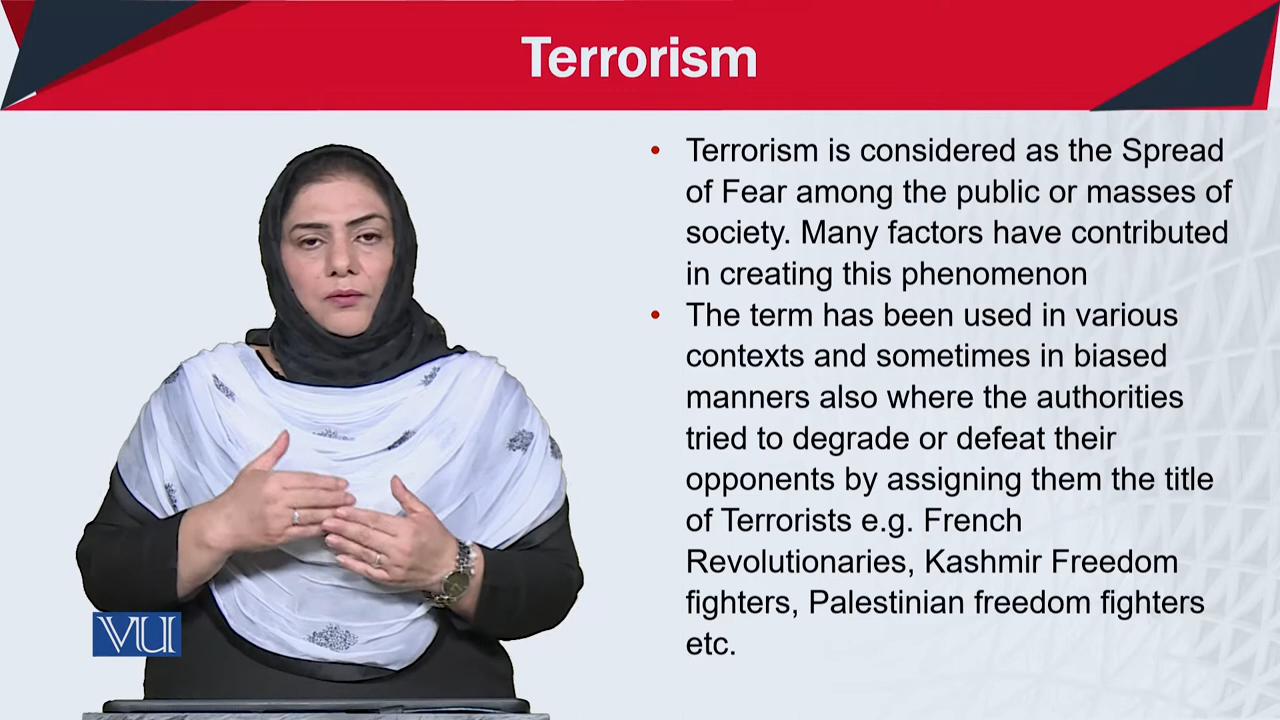 Terrorism
• Terrorism is considered as the Spread
of Fear among the public or masses of
society. Many factors have contributed
in creating this phenomenon
• The term has been used in various
contexts and sometimes in biased
manners also where the authorities
tried to degrade or defeat their
opponents by assigning them the title
of Terrorists e.g. French
Revolutionaries, Kashmir Freedom
fighters, Palestinian freedom fighters
etc.
VU